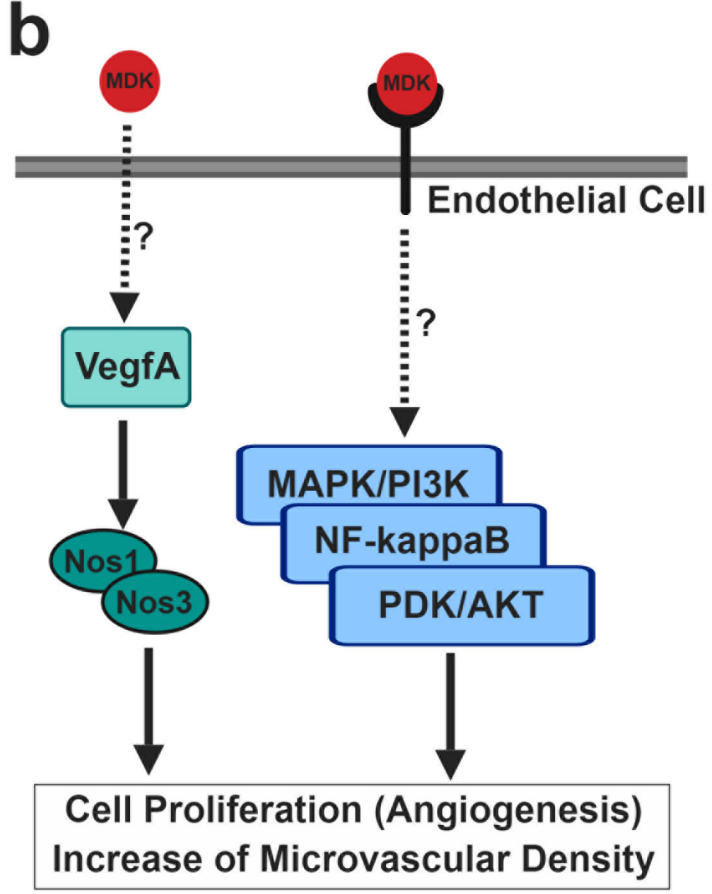 b
MDK
MDK
Endothelial Cell
?
?
VegfA
MAPK/PI3K
NF-kappaB
PDK/AKT
Nos1
Nos3
Cell Proliferation (Angiogenesis)
Increase of Microvascular Density